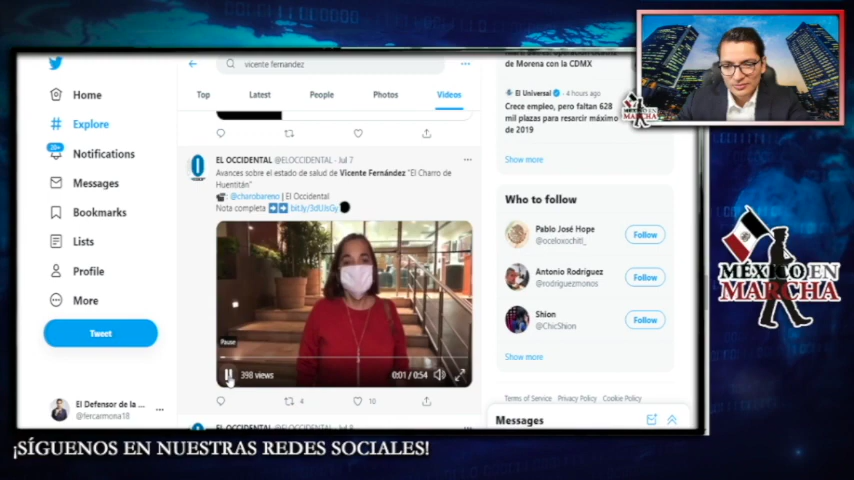 vicente fernandez
Home
Explore
20+
Notifications
Messages
Bookmarks
Lists
Profile
More
Tweet
El Defensor de la ...
@fercarmona18
Top
Latest
People
Photos
Videos
EL OCCIDENTAL @ELOCCIDENTAL · Jul 7
Avances sobre el estado de salud de Vicente Fernández "El Charro de
Huentitán"
: @charobareno | El Occidental
Nota completa bit.ly/3dUIsGy
Pause
398 views
0:01 / 0:54
4
10
EL OCCIDENTAL @ELOCCIDENTAL · Jul 8
de Morena con la CDMX
El Universal · 4 hours ago
Crece empleo, pero faltan 628
mil plazas para resarcir máximo
de 2019
Show more
Who to follow
Pablo José Hope
@oceloxochitl_
Follow
Antonio Rodríguez
@rodriguezmonos
Follow
Shion
@ChicShion
Follow
Show more
Terms of Service Privacy Policy Cookie Policy
Messages
MÉXICO EN
MARCHA
MÉXICO EN
MARCHA
¡SÍGUENOS EN NUESTRAS REDES SOCIALES!